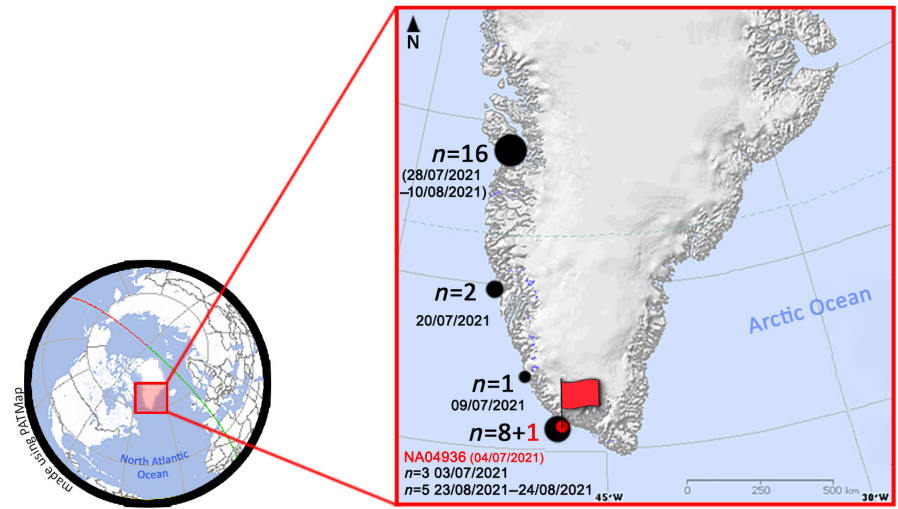 N
n=16
(28/07/2021
–10/08/2021)
n=2
20/07/2021
Arctic Ocean
n=1
09/07/2021
n=8+1
NA04936 (04/07/2021)
n=3 03/07/2021
n=5 23/08/2021–24/08/2021
45°W
0 250 500 km
30°W
North Atlantic
Ocean
made using PATMap